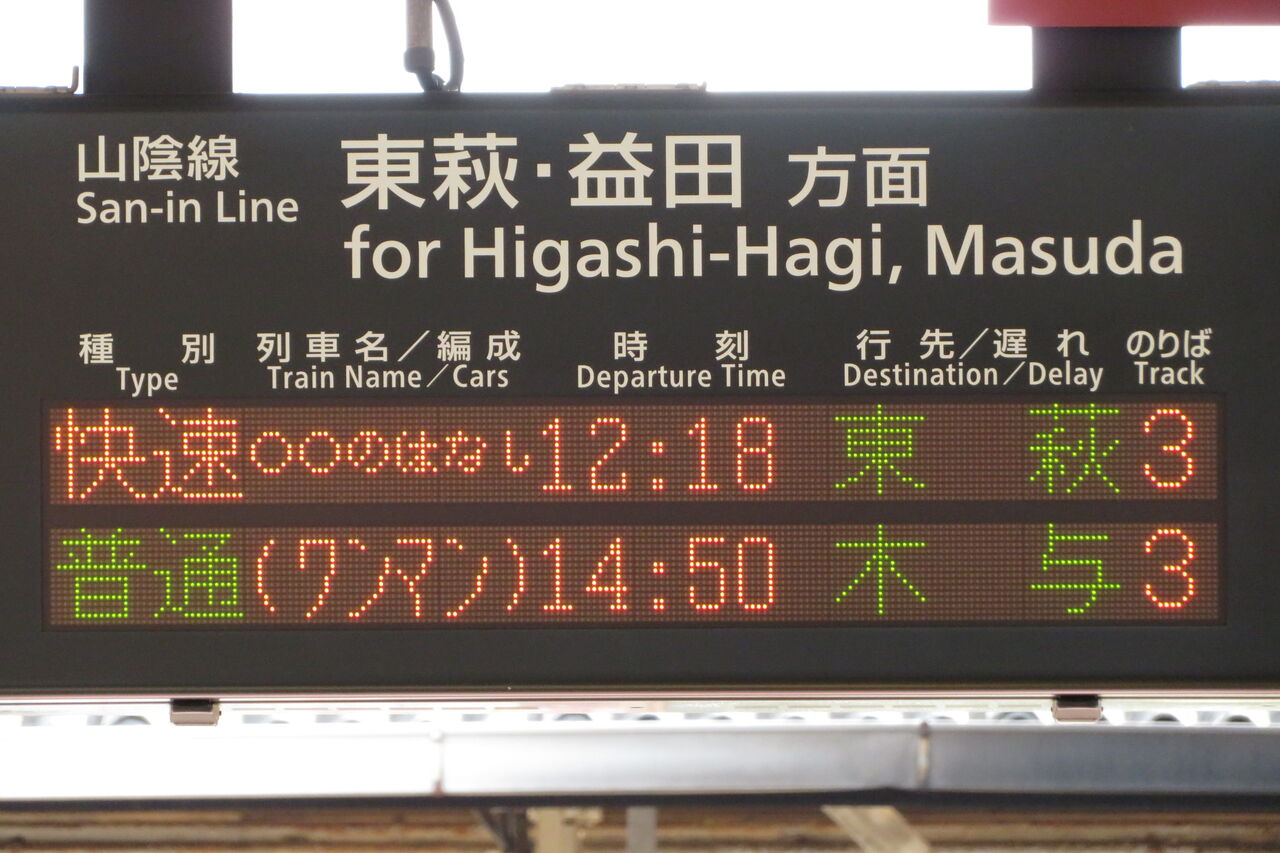 山陰線 東萩・益田 方面
San-in Line for Higashi-Hagi, Masuda
種別 列車名/編成 時刻 行先/遅れ のりば
Type Train Name/Cars Departure Time Destination/Delay Track
快速 ○○のはなし 12:18 東萩 3
普通 (ワンマン) 14:50 木与 3